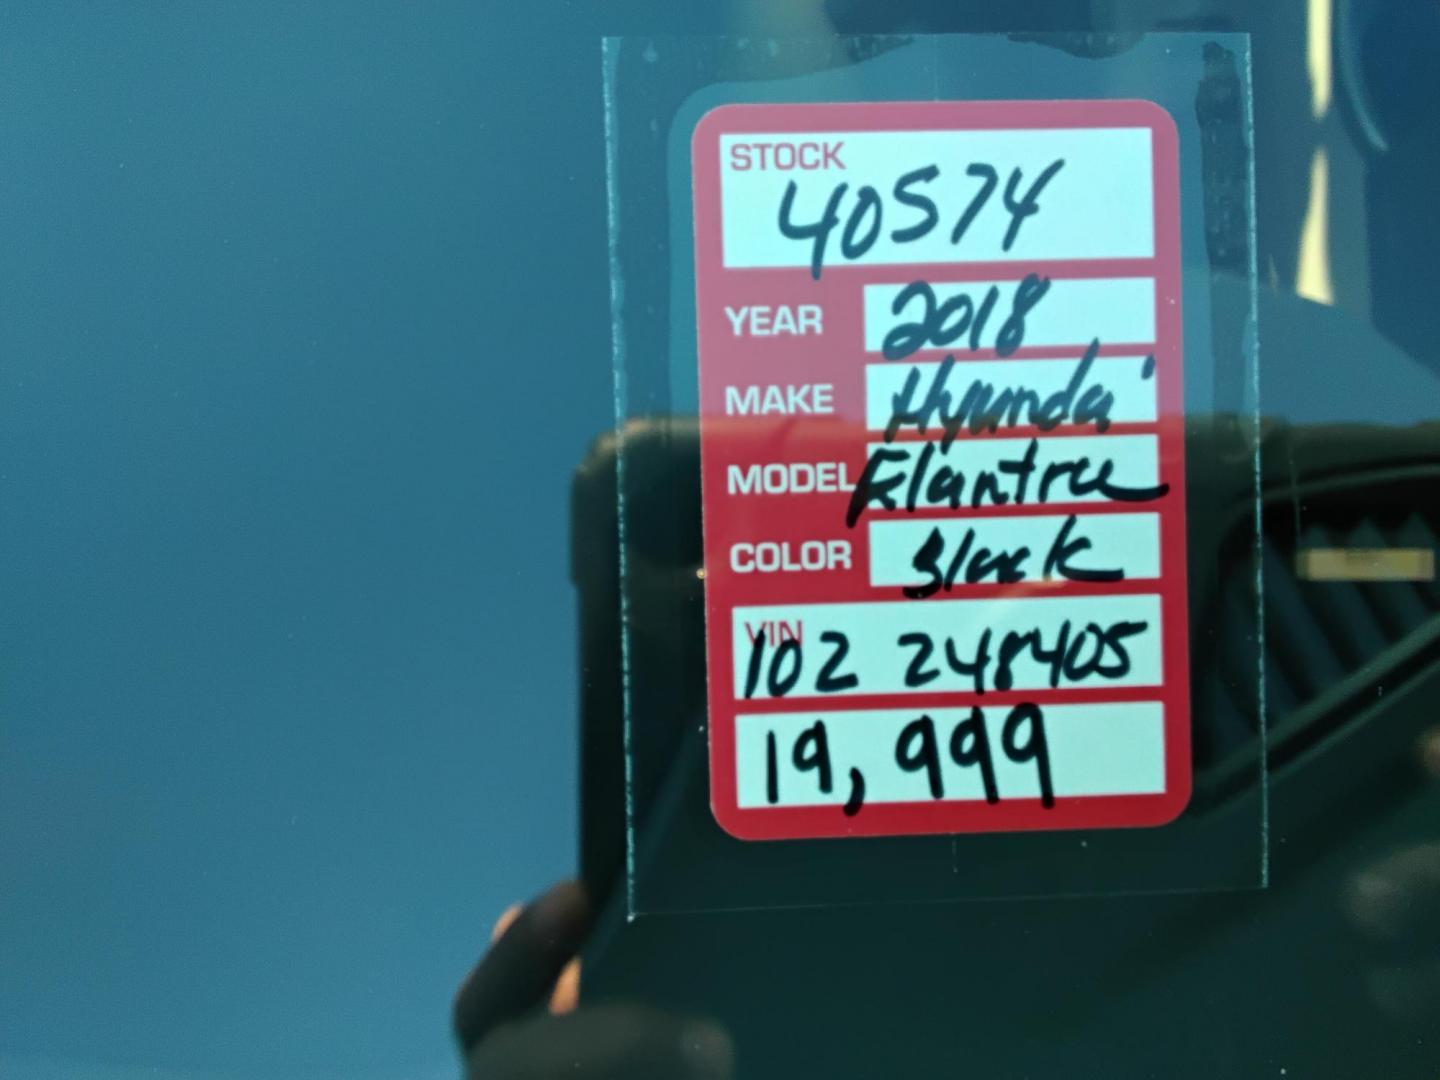 STOCK
40574
YEAR 2018
MAKE Hyundai
MODEL Elantra
COLOR Black
VIN
102 248405
19,999